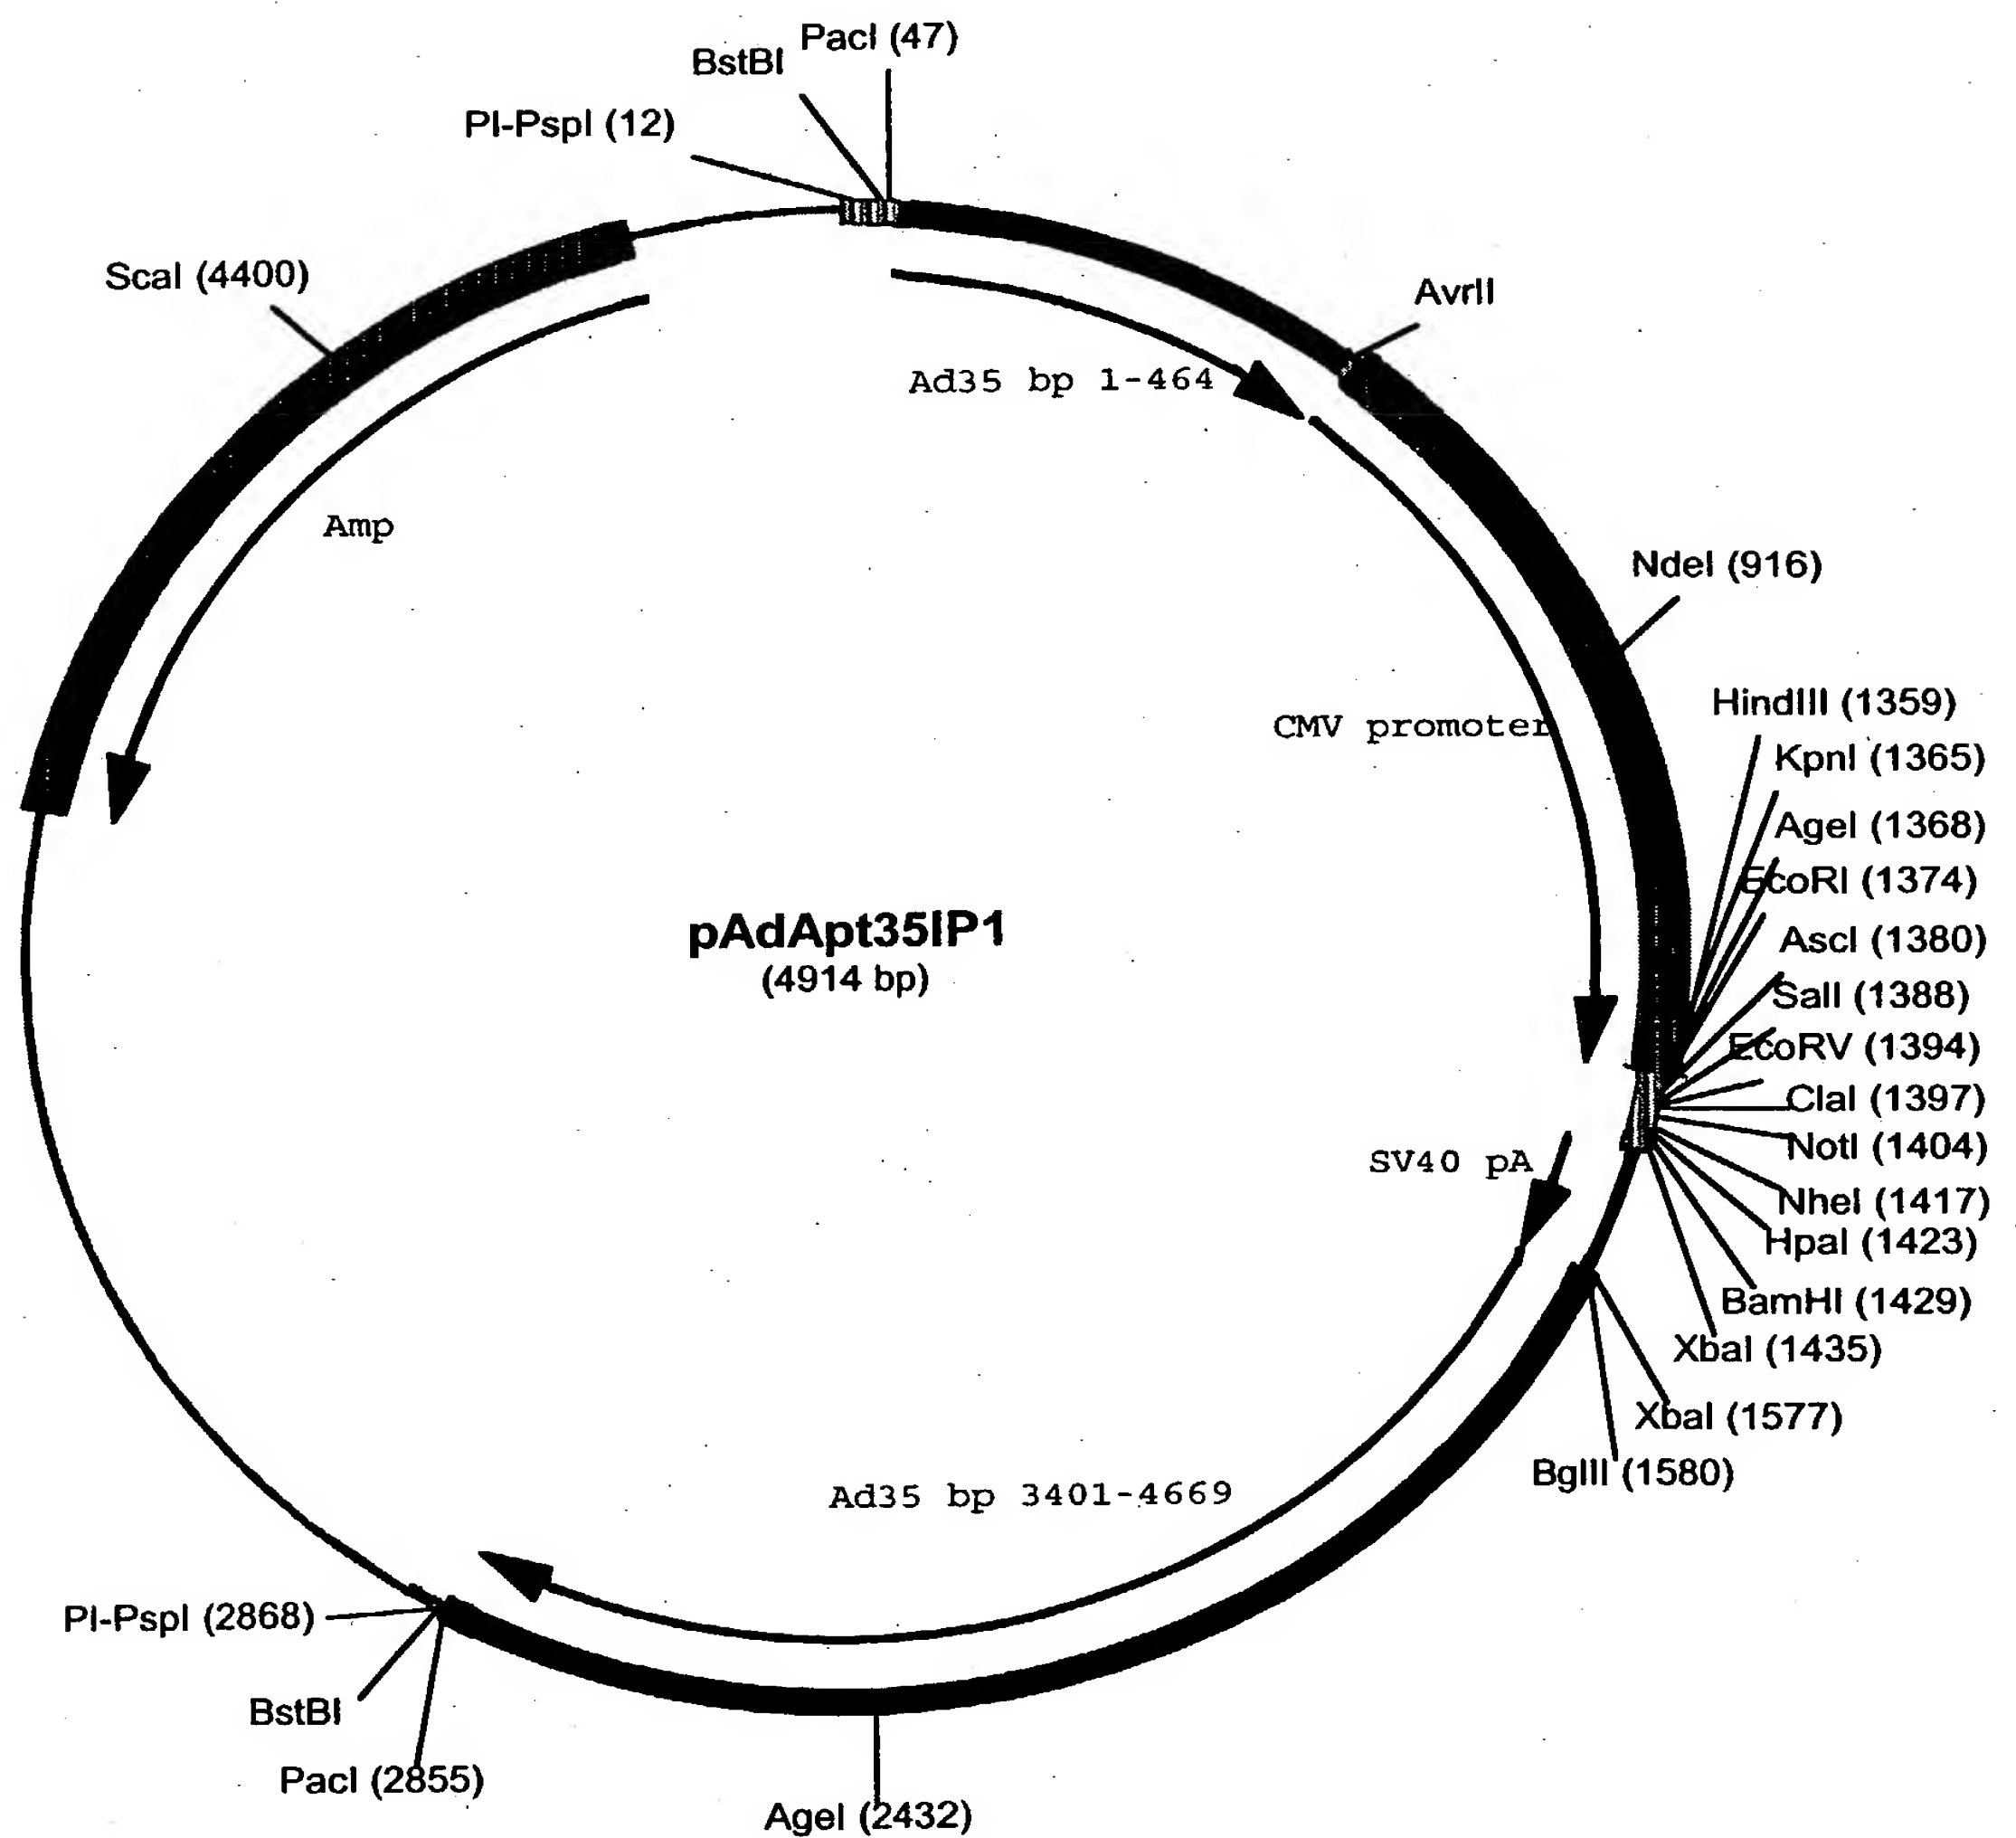 PacI (47)
BstBI
PI-PspI (12)
ScaI (4400)
AvrII
Ad35 bp 1-464
Amp
NdeI (916)
HindIII (1359)
CMV promoter
KpnI (1365)
AgeI (1368)
EcoRI (1374)
pAdApt35IP1
(4914 bp)
AscI (1380)
SalI (1388)
EcoRV (1394)
ClaI (1397)
NotI (1404)
SV40 pA
NheI (1417)
HpaI (1423)
BamHI (1429)
XbaI (1435)
XbaI (1577)
BglII (1580)
Ad35 bp 3401-4669
PI-PspI (2868)
BstBI
PacI (2855)
AgeI (2432)